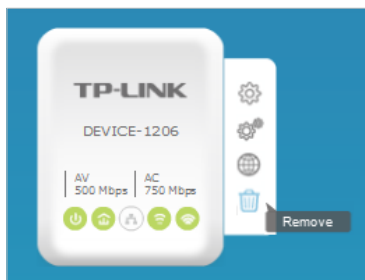 TP-LINK
DEVICE-1206
AV
500 Mbps
AC
750 Mbps
Remove